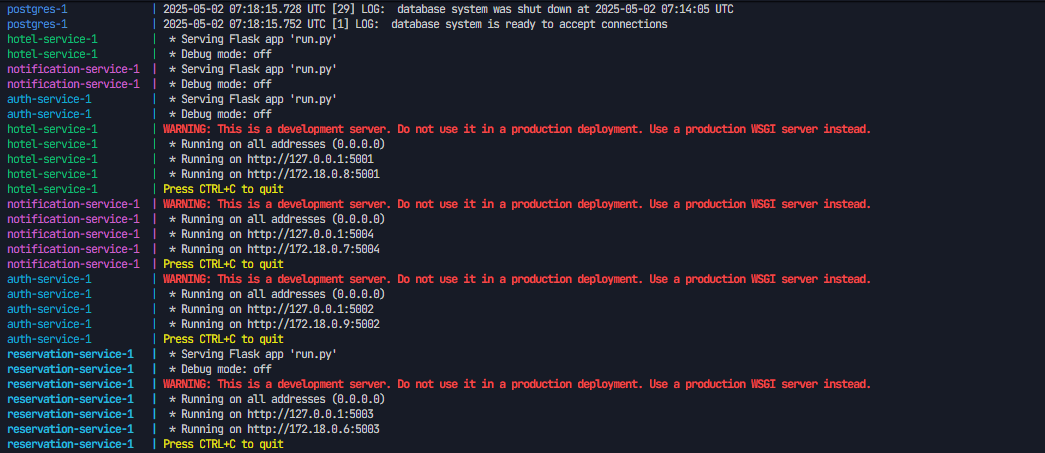 postgres-1 | 2025-05-02 07:18:15.728 UTC [29] LOG: database system was shut down at 2025-05-02 07:14:05 UTC
postgres-1 | 2025-05-02 07:18:15.752 UTC [1] LOG: database system is ready to accept connections
hotel-service-1 | * Serving Flask app 'run.py'
hotel-service-1 | * Debug mode: off
notification-service-1 | * Serving Flask app 'run.py'
notification-service-1 | * Debug mode: off
auth-service-1 | * Serving Flask app 'run.py'
auth-service-1 | * Debug mode: off
hotel-service-1 | WARNING: This is a development server. Do not use it in a production deployment. Use a production WSGI server instead.
hotel-service-1 | * Running on all addresses (0.0.0.0)
hotel-service-1 | * Running on http://127.0.0.1:5001
hotel-service-1 | * Running on http://172.18.0.8:5001
hotel-service-1 | Press CTRL+C to quit
notification-service-1 | WARNING: This is a development server. Do not use it in a production deployment. Use a production WSGI server instead.
notification-service-1 | * Running on all addresses (0.0.0.0)
notification-service-1 | * Running on http://127.0.0.1:5004
notification-service-1 | * Running on http://172.18.0.7:5004
notification-service-1 | Press CTRL+C to quit
auth-service-1 | WARNING: This is a development server. Do not use it in a production deployment. Use a production WSGI server instead.
auth-service-1 | * Running on all addresses (0.0.0.0)
auth-service-1 | * Running on http://127.0.0.1:5002
auth-service-1 | * Running on http://172.18.0.9:5002
auth-service-1 | Press CTRL+C to quit
reservation-service-1 | * Serving Flask app 'run.py'
reservation-service-1 | * Debug mode: off
reservation-service-1 | WARNING: This is a development server. Do not use it in a production deployment. Use a production WSGI server instead.
reservation-service-1 | * Running on all addresses (0.0.0.0)
reservation-service-1 | * Running on http://127.0.0.1:5003
reservation-service-1 | * Running on http://172.18.0.6:5003
reservation-service-1 | Press CTRL+C to quit